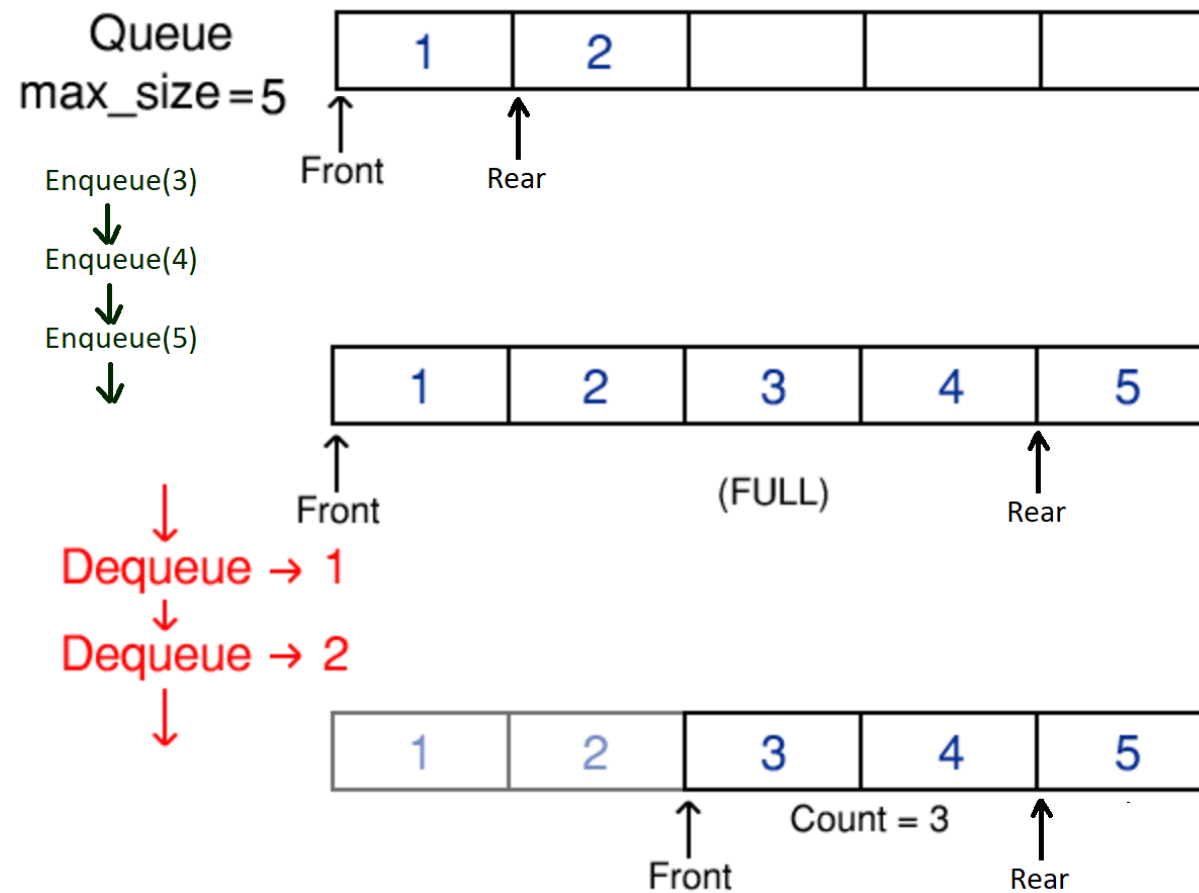 Queue
max_size=5
1 2
Front
Rear
Enqueue(3)
Enqueue(4)
Enqueue(5)
1 2 3 4 5
Front
(FULL)
Rear
Dequeue → 1
Dequeue → 2
1 2 3 4 5
Count = 3
Front
Rear